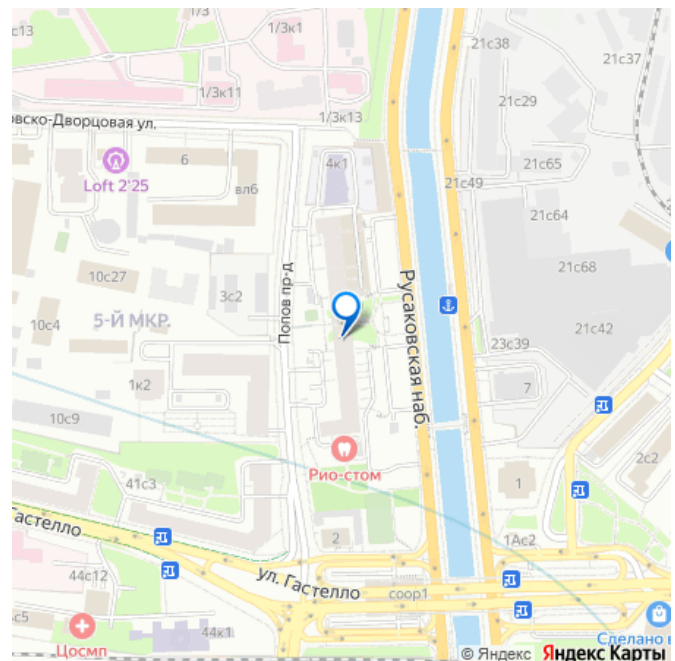 с13
1/3
1/3к1
21с38
21с37
1/3к11
21с29
1/3к13
овско-Дворцовая ул.
6
4к1
21с65
Loft 2'25
вл6
21с49
21с64
10с27
3с2
Попов пр-д
21с68
5-Й МКР.
10с4
21с42
Русаковская наб.
23с39
1к2
7
10с9
Рио-стом
2с2
41с3
1
Гастелло
2
1Ас2
44с12
ул. Гастелло
соор1
с5
44к1
Цосмп
Сделано в
© Яндекс Яндекс Карты